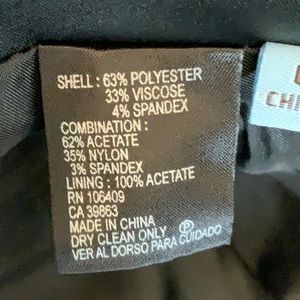 SHELL : 63% POLYESTER
33% VISCOSE
4% SPANDEX
COMBINATION :
62% ACETATE
35% NYLON
3% SPANDEX
LINING : 100% ACETATE
RN 106409
CA 39863
MADE IN CHINA
DRY CLEAN ONLY P
VER AL DORSO PARA CUIDADO